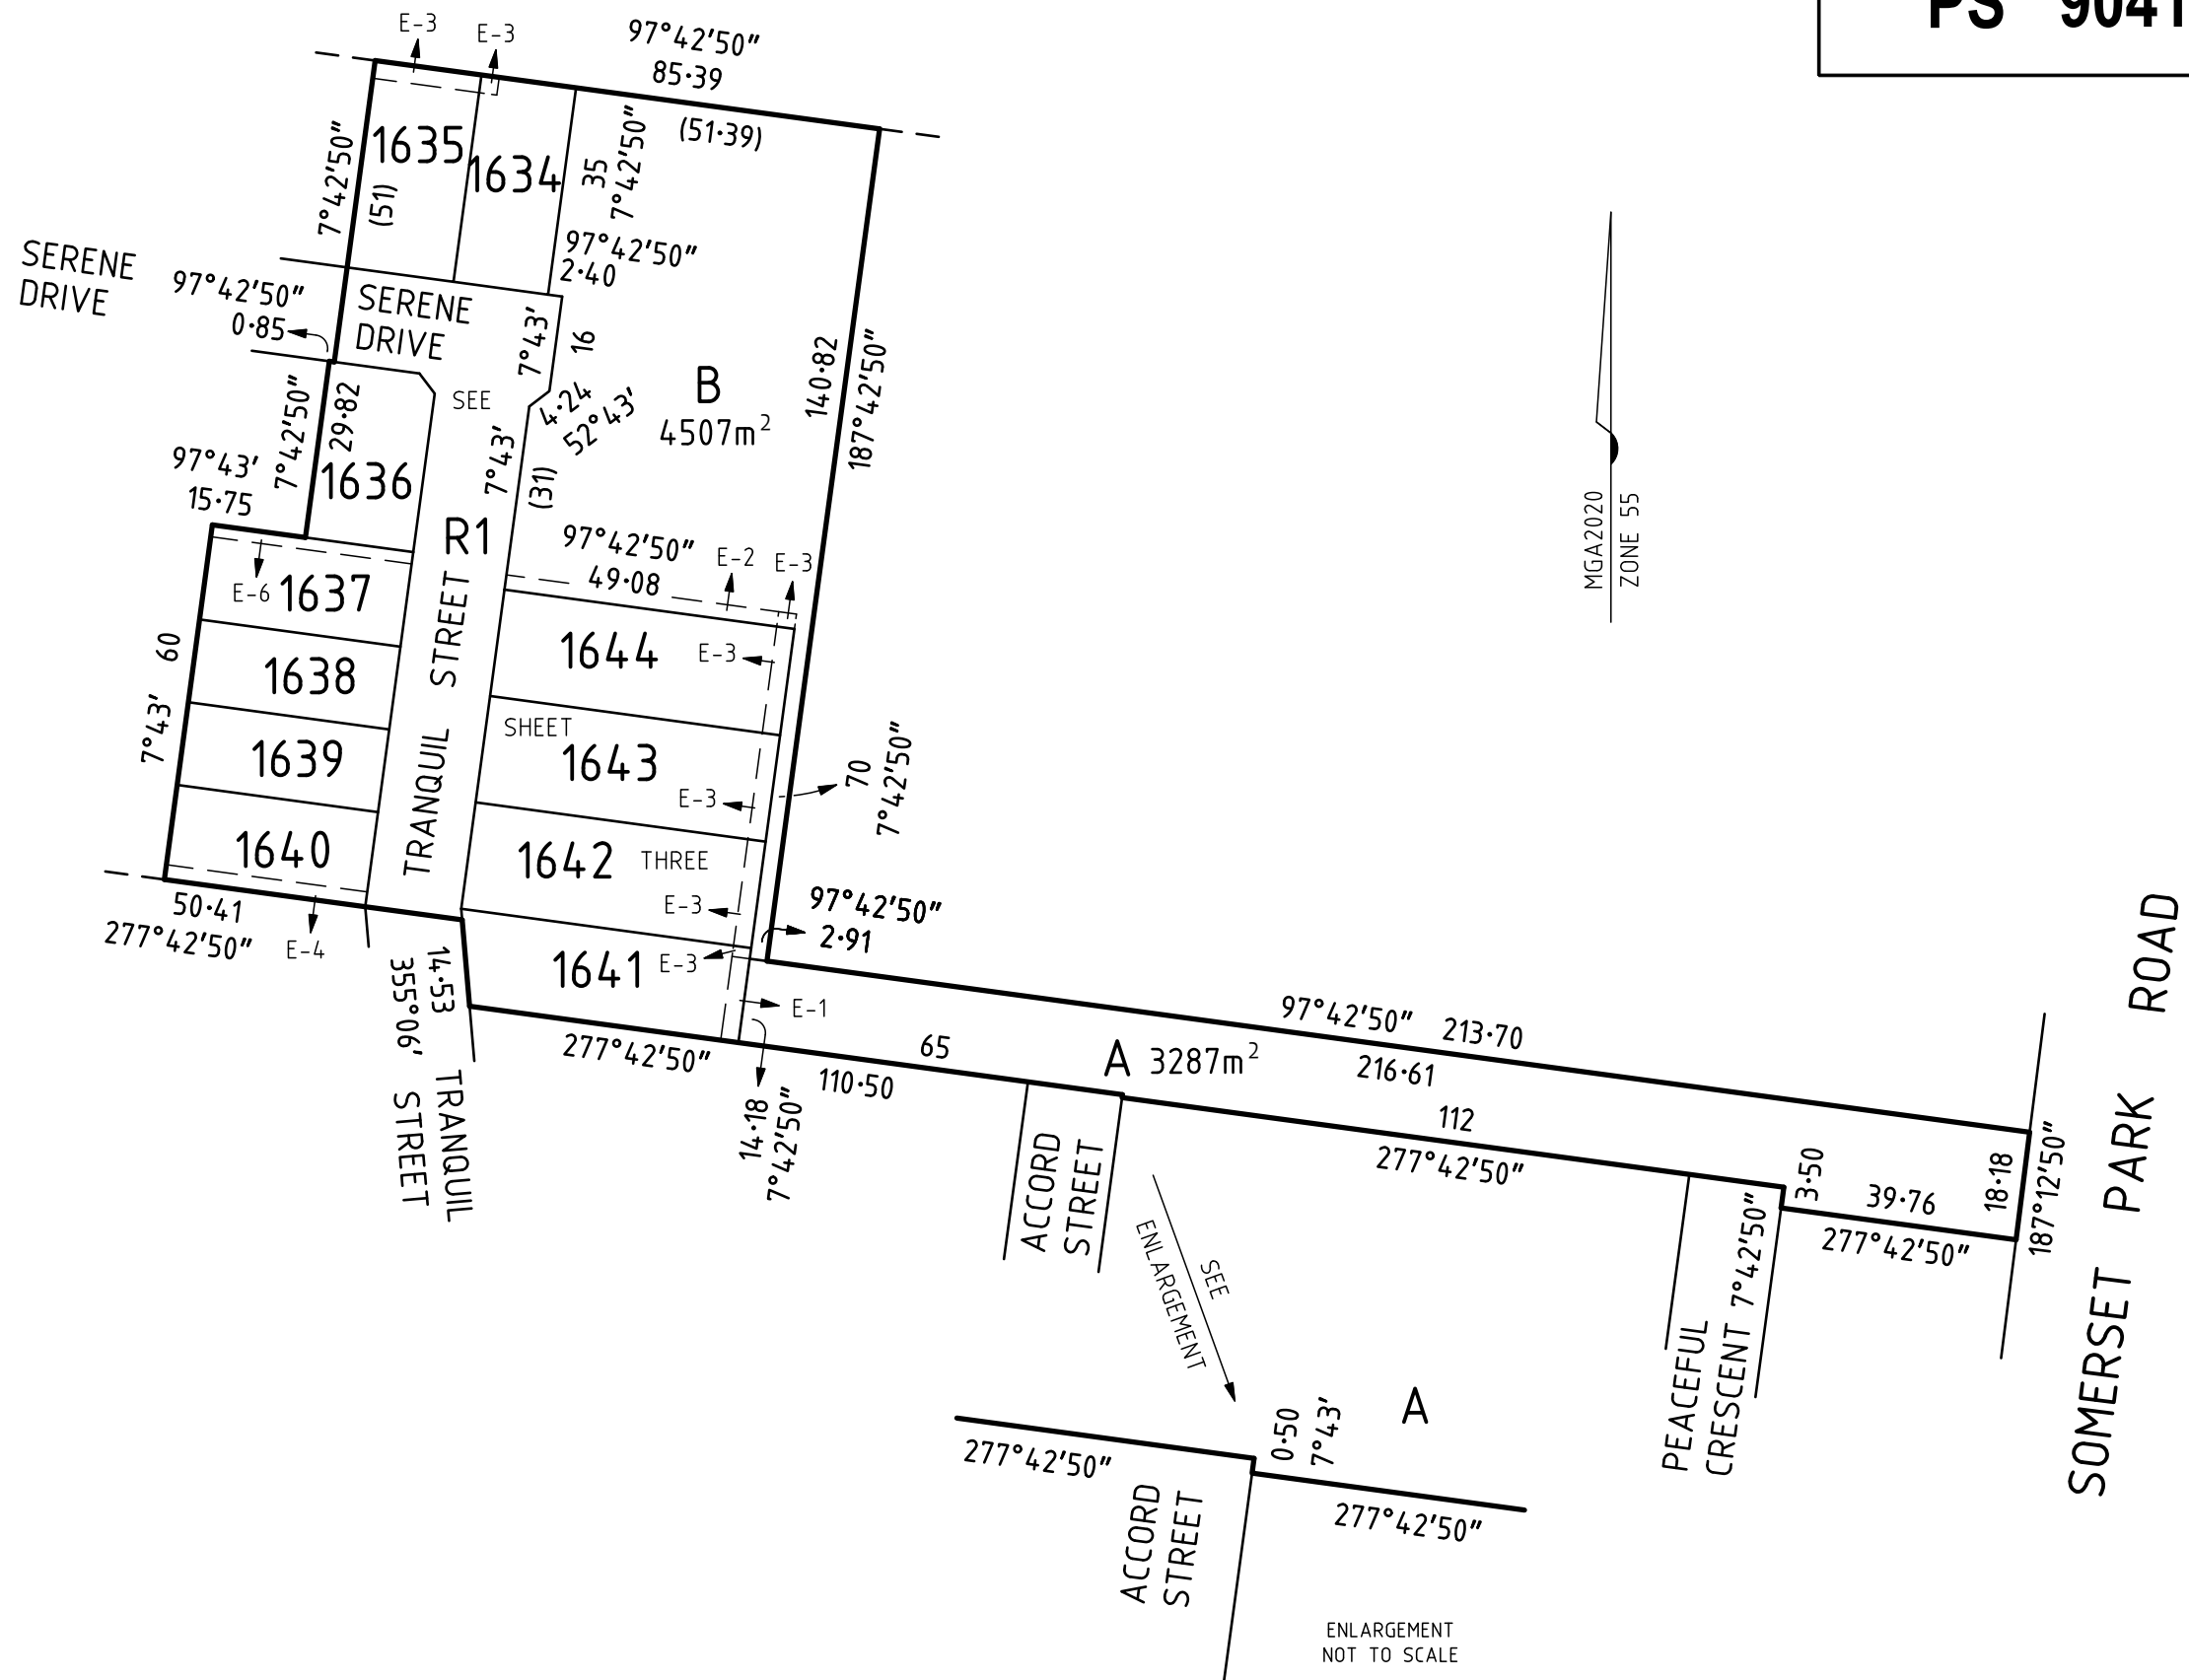 PS 9041
E-3
E-3
97°42'50"
85·39
(51·39)
7°42'50"
(51)
1635
1634
35
7°42'50"
97°42'50"
2·40
SERENE
DRIVE
97°42'50"
0·85
SERENE
DRIVE
7°43'
16
4·24
52°43'
B
4507m²
140·82
187°42'50"
7°42'50"
29·82
SEE
7°43'
(31)
97°43'
15·75
1636
R1
97°42'50"
49·08
E-2
E-3
E-6
1637
1638
1639
1640
60
7°43'
TRANQUIL STREET
1644
E-3
SHEET
1643
E-3
1642
THREE
E-3
1641
E-3
70
7°42'50"
97°42'50"
2·91
50·41
277°42'50"
E-4
14·53
355°06'
TRANQUIL
STREET
277°42'50"
E-1
14·18
7°42'50"
65
110·50
A 3287m²
97°42'50" 213·70
216·61
112
277°42'50"
ACCORD
STREET
SEE
ENLARGEMENT
3·50
39·76
277°42'50"
18·18
187°12'50"
PEACEFUL
CRESCENT 7°42'50"
SOMERSET PARK ROAD
MGA2020
ZONE 55
A
0·50
7°43'
277°42'50"
277°42'50"
ACCORD
STREET
ENLARGEMENT
NOT TO SCALE